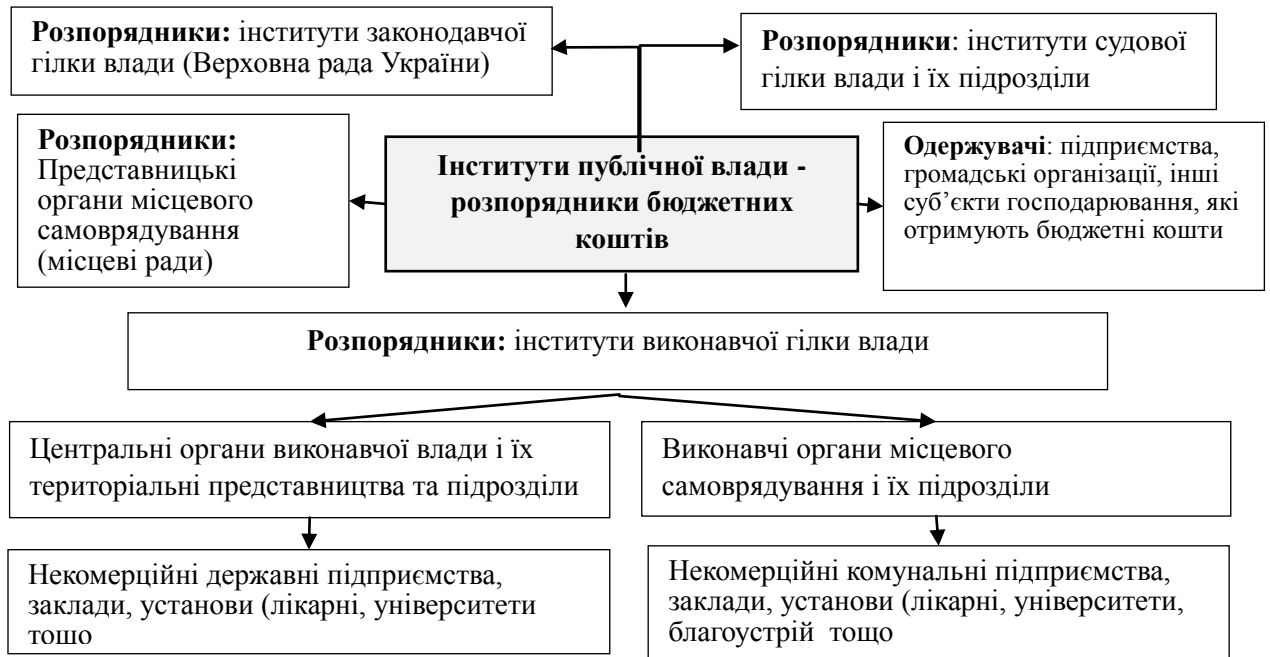 Розпорядники: інститути законодавчої
гілки влади (Верховна рада України)
Розпорядники: інститути судової
гілки влади і їх підрозділи
Розпорядники:
Представницькі
органи місцевого
самоврядування
(місцеві ради)
Інститути публічної влади -
розпорядники бюджетних
коштів
Одержувачі: підприємства,
громадські організації, інші
суб’єкти господарювання, які
отримують бюджетні кошти
Розпорядники: інститути виконавчої гілки влади
Центральні органи виконавчої влади і їх
територіальні представництва та підрозділи
Виконавчі органи місцевого
самоврядування і їх підрозділи
Некомерційні державні підприємства,
заклади, установи (лікарні, університети
тошо
Некомерційні комунальні підприємства,
заклади, установи (лікарні, університети,
благоустрій тощо